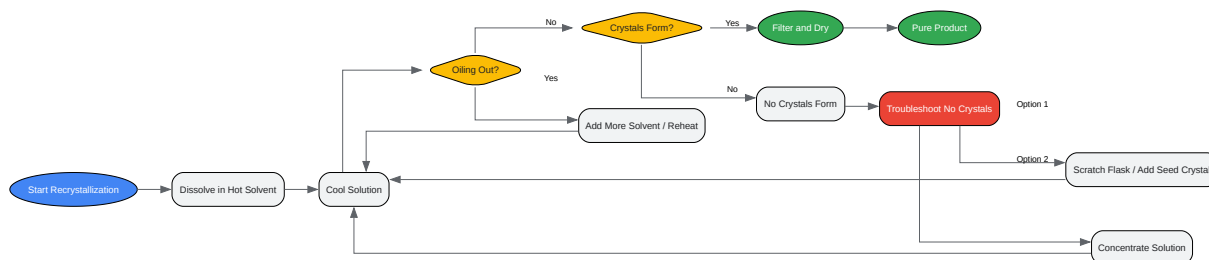 No
Crystals Form?
Yes
Filter and Dry
Pure Product
Oiling Out?
Yes
No
No Crystals Form
Troubleshoot No Crystals
Option 1
Add More Solvent / Reheat
Option 2
Scratch Flask / Add Seed Crystal
Start Recrystallization
Dissolve in Hot Solvent
Cool Solution
Concentrate Solution